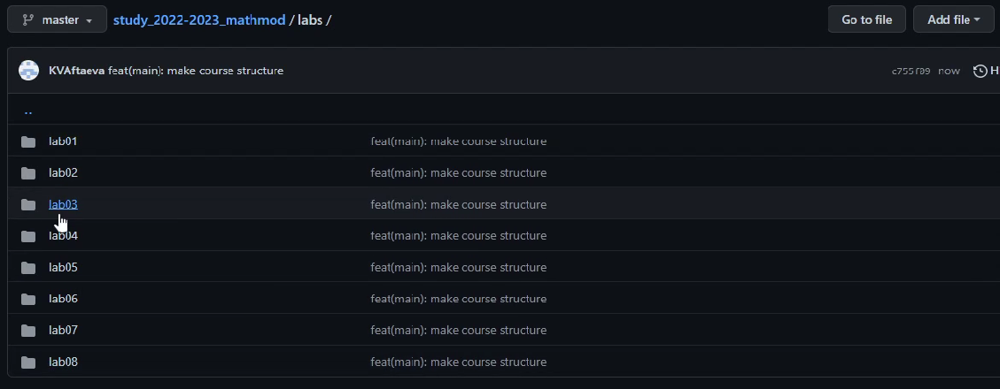 master study_2022-2023_mathmod / labs / Go to file Add file
KVAftaeva feat(main): make course structure c755f09 now H
..
lab01 feat(main): make course structure
lab02 feat(main): make course structure
lab03 feat(main): make course structure
lab04 feat(main): make course structure
lab05 feat(main): make course structure
lab06 feat(main): make course structure
lab07 feat(main): make course structure
lab08 feat(main): make course structure